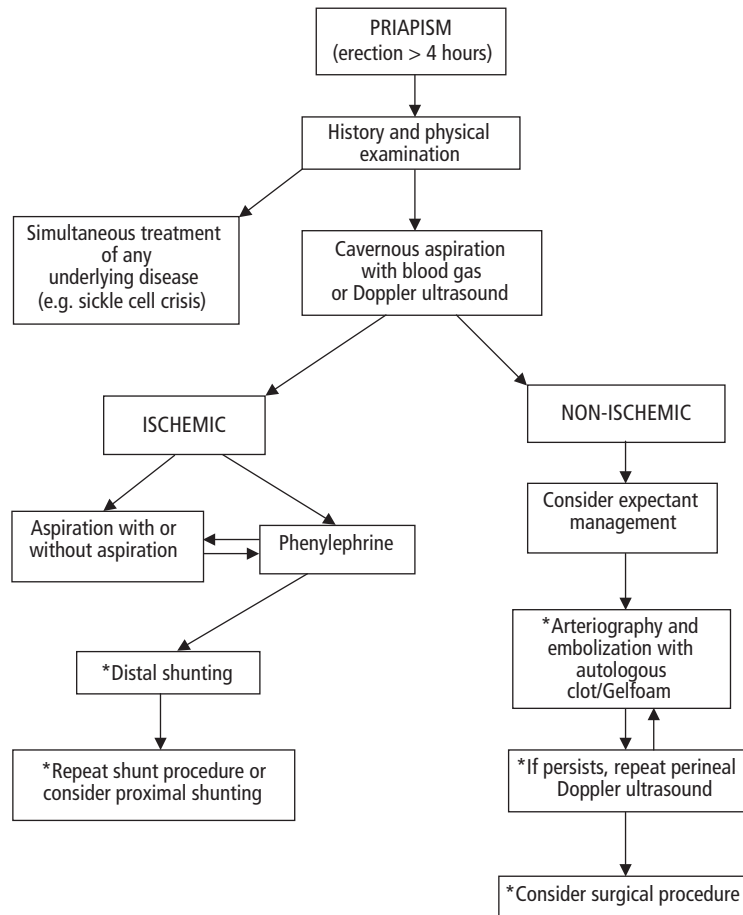 PRIAPISM
(erection > 4 hours)
History and physical
examination
Simultaneous treatment
of any
underlying disease
(e.g. sickle cell crisis)
Cavernous aspiration
with blood gas
or Doppler ultrasound
ISCHEMIC
NON-ISCHEMIC
Aspiration with or
without aspiration
Phenylephrine
Consider expectant
management
*Distal shunting
*Arteriography and
embolization with
autologous
clot/Gelfoam
*Repeat shunt procedure or
consider proximal shunting
*If persists, repeat perineal
Doppler ultrasound
*Consider surgical procedure